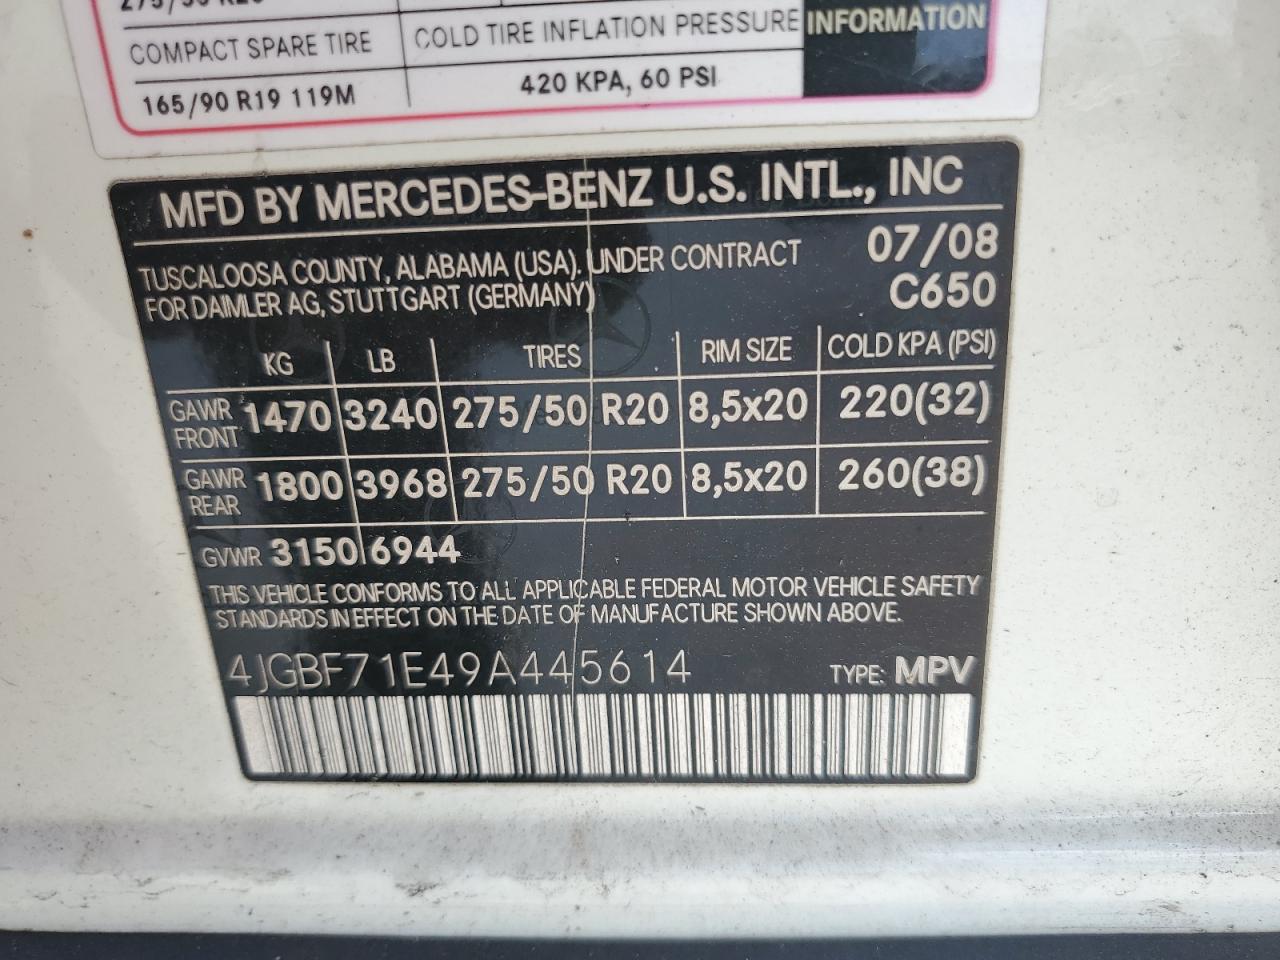 COMPACT SPARE TIRE COLD TIRE INFLATION PRESSURE INFORMATION
165/90 R19 119M 420 KPA, 60 PSI
MFD BY MERCEDES-BENZ U.S. INTL., INC
TUSCALOOSA COUNTY, ALABAMA (USA). UNDER CONTRACT 07/08
FOR DAIMLER AG, STUTTGART (GERMANY) C650
KG LB TIRES RIM SIZE COLD KPA (PSI)
GAWR FRONT 1470 3240 275/50 R20 8,5x20 220(32)
GAWR REAR 1800 3968 275/50 R20 8,5x20 260(38)
GVWR 3150 6944
THIS VEHICLE CONFORMS TO ALL APPLICABLE FEDERAL MOTOR VEHICLE SAFETY
STANDARDS IN EFFECT ON THE DATE OF MANUFACTURE SHOWN ABOVE.
4JGBF71E49A445614 TYPE: MPV